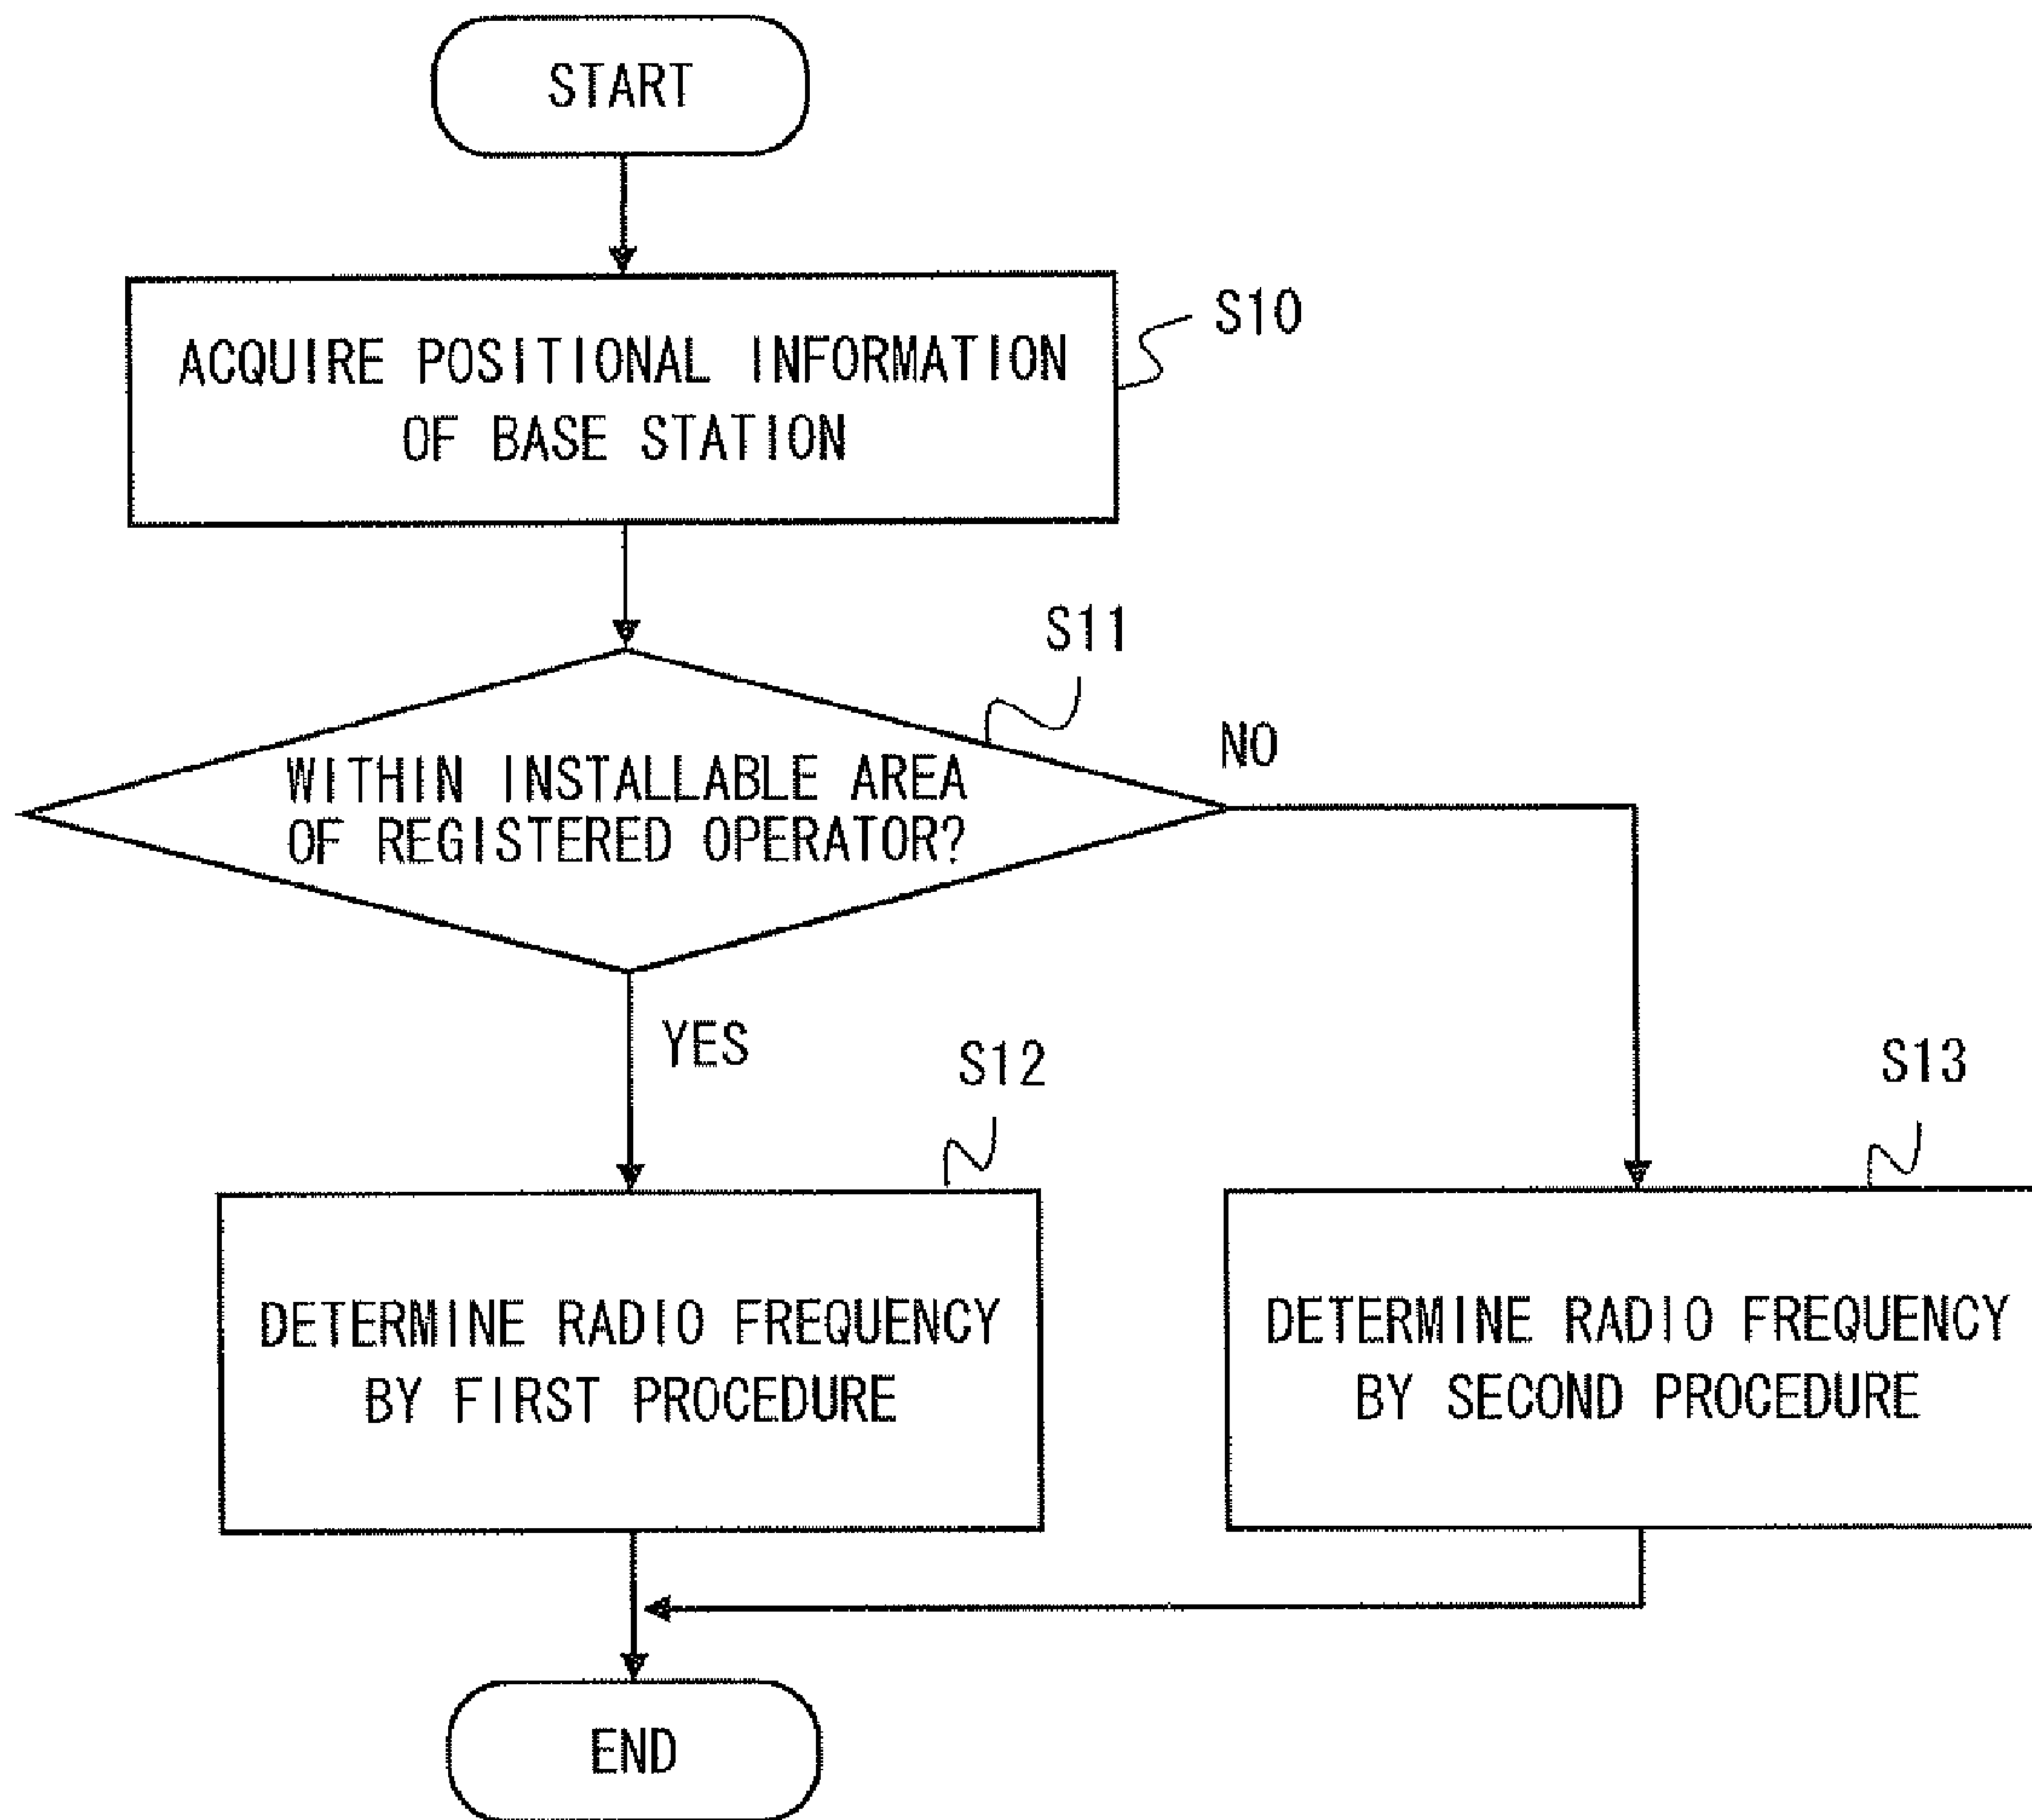 START
S10
ACQUIRE POSITIONAL INFORMATION
OF BASE STATION
S11
NO
WITHIN INSTALLABLE AREA
OF REGISTERED OPERATOR?
YES
S12
S13
DETERMINE RADIO FREQUENCY
BY FIRST PROCEDURE
DETERMINE RADIO FREQUENCY
BY SECOND PROCEDURE
END